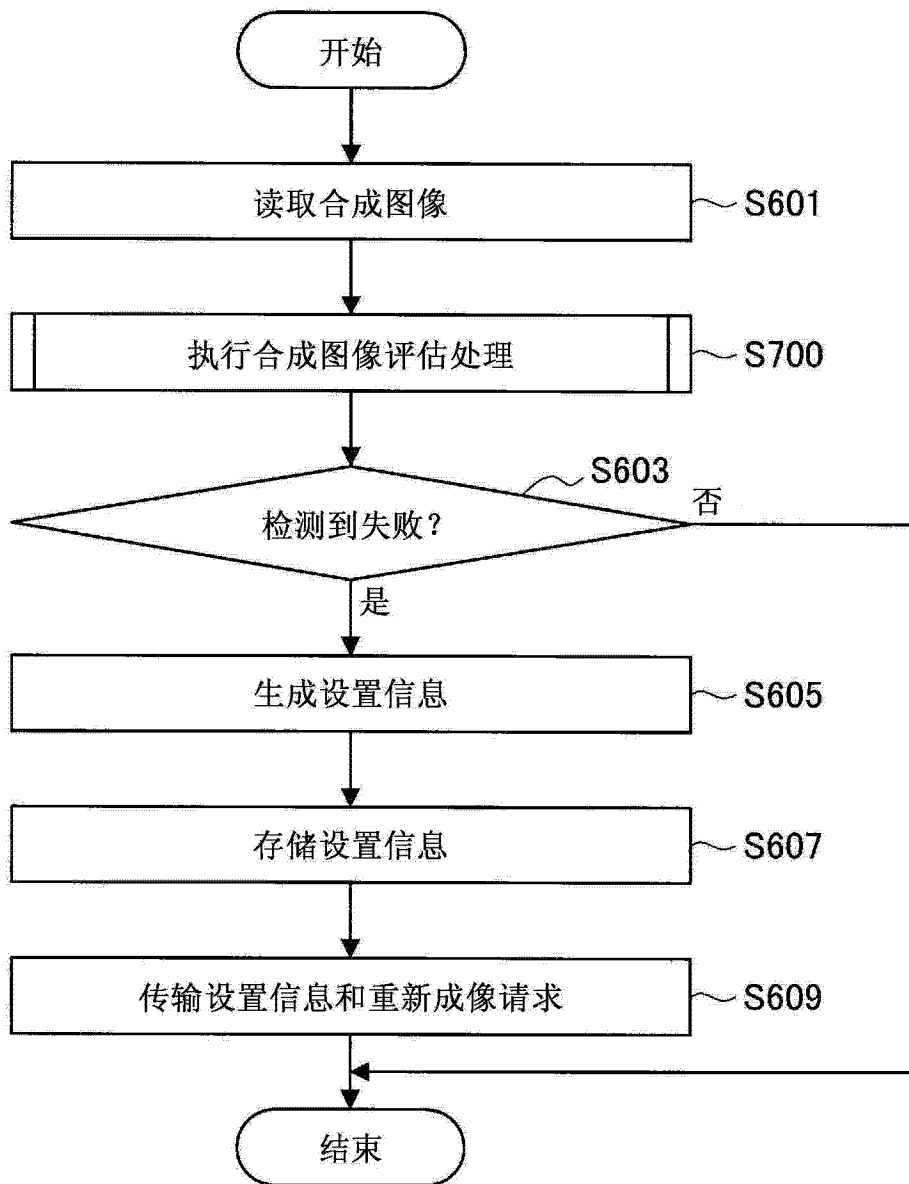 开始
读取合成图像
S601
执行合成图像评估处理
S700
S603
检测到失败？
否
是
生成设置信息
S605
存储设置信息
S607
传输设置信息和重新成像请求
S609
结束